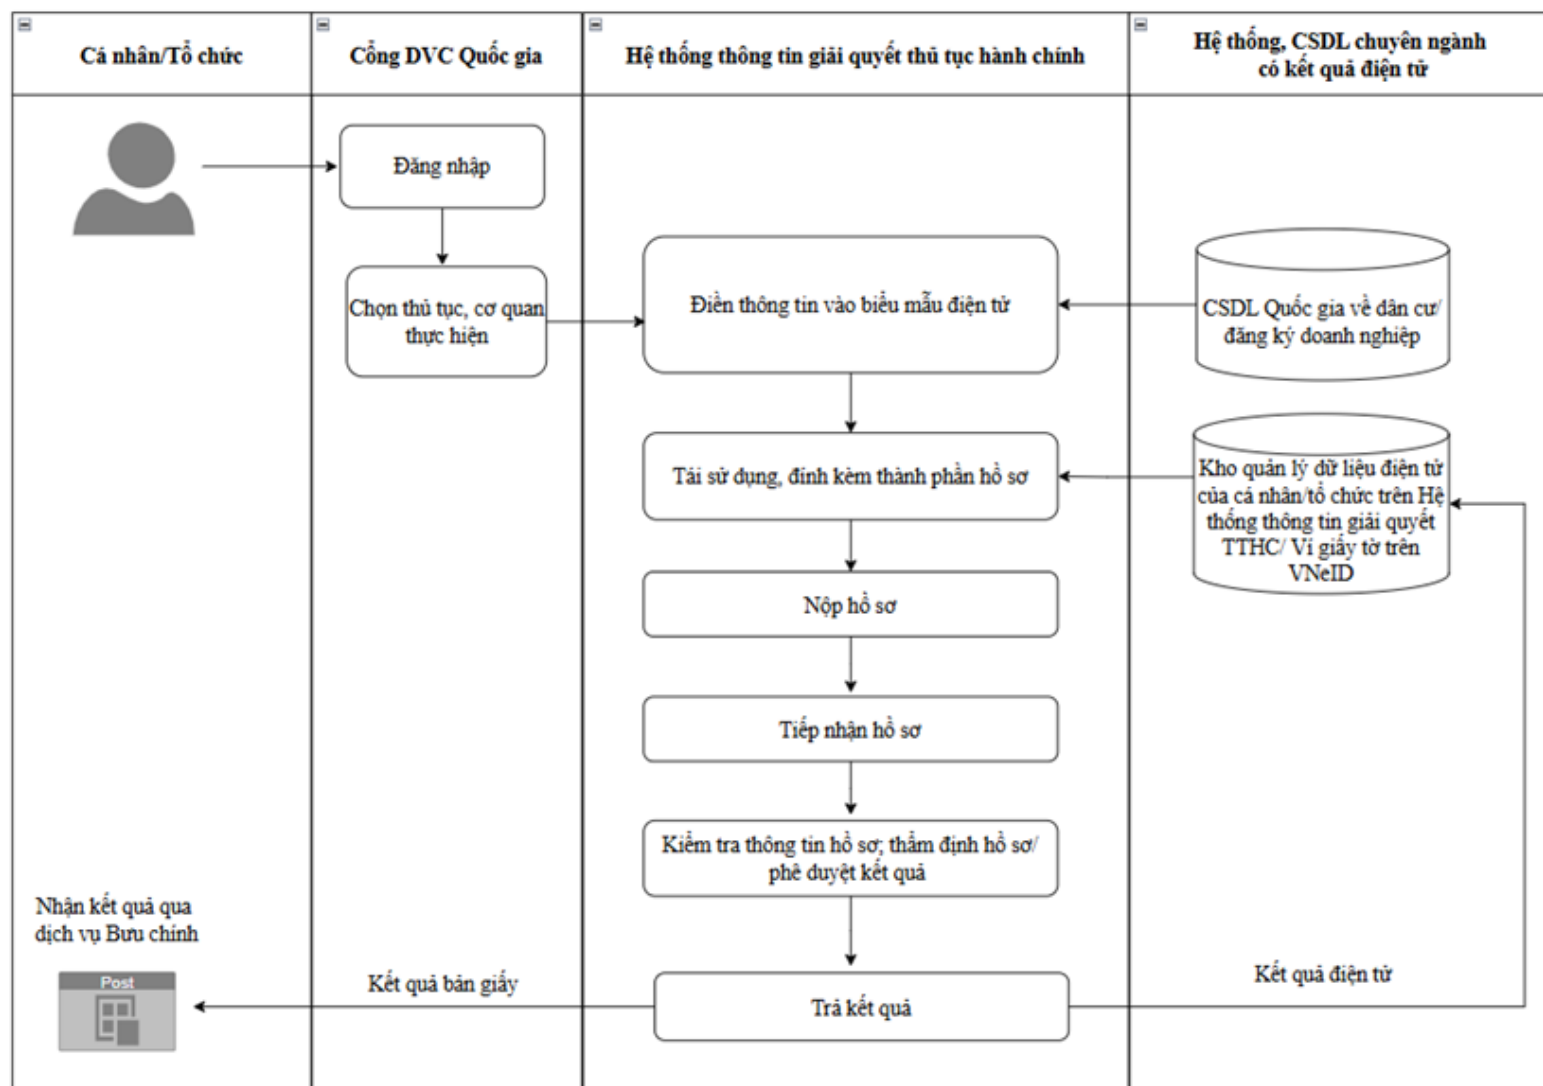 Cá nhân/Tổ chức
Cổng DVC Quốc gia
Hệ thống thông tin giải quyết thủ tục hành chính
Hệ thống, CSDL chuyên ngành
có kết quả điện tử
Đăng nhập
Chọn thủ tục, cơ quan
thực hiện
Điền thông tin vào biểu mẫu điện tử
CSDL Quốc gia về dân cư/
đăng ký doanh nghiệp
Tái sử dụng, đính kèm thành phần hồ sơ
Kho quản lý dữ liệu điện tử
của cá nhân/tổ chức trên Hệ
thống thông tin giải quyết
TTHC/ Ví giấy tờ trên
VNeID
Nộp hồ sơ
Tiếp nhận hồ sơ
Kiểm tra thông tin hồ sơ; thẩm định hồ sơ/
phê duyệt kết quả
Nhận kết quả qua
dịch vụ Bưu chính
Post
Kết quả bản giấy
Trả kết quả
Kết quả điện tử